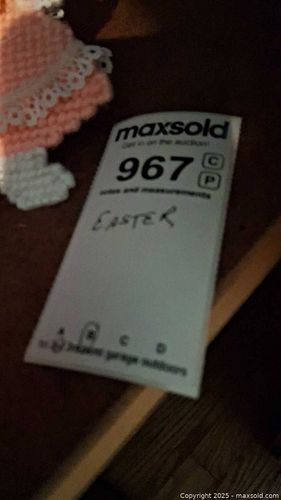 maxsold
Get in on the auction!
967 C
P
notes and measurements
EASTER
A B C D
garage outdoors
Copyright 2025 - maxsold.com